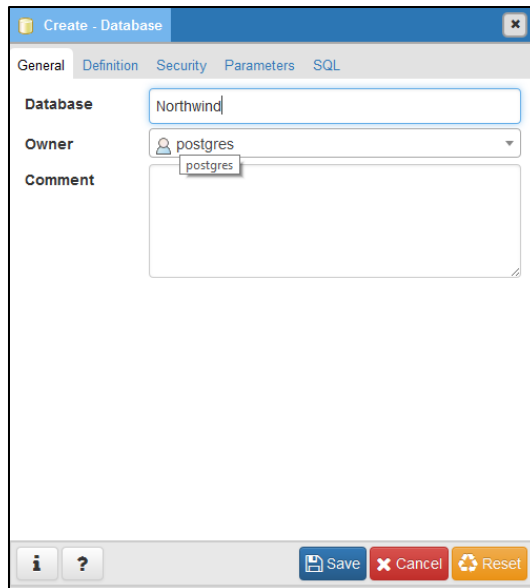 Create - Database
General Definition Security Parameters SQL
Database Northwind
Owner postgres
postgres
Comment
i ? Save Cancel Reset